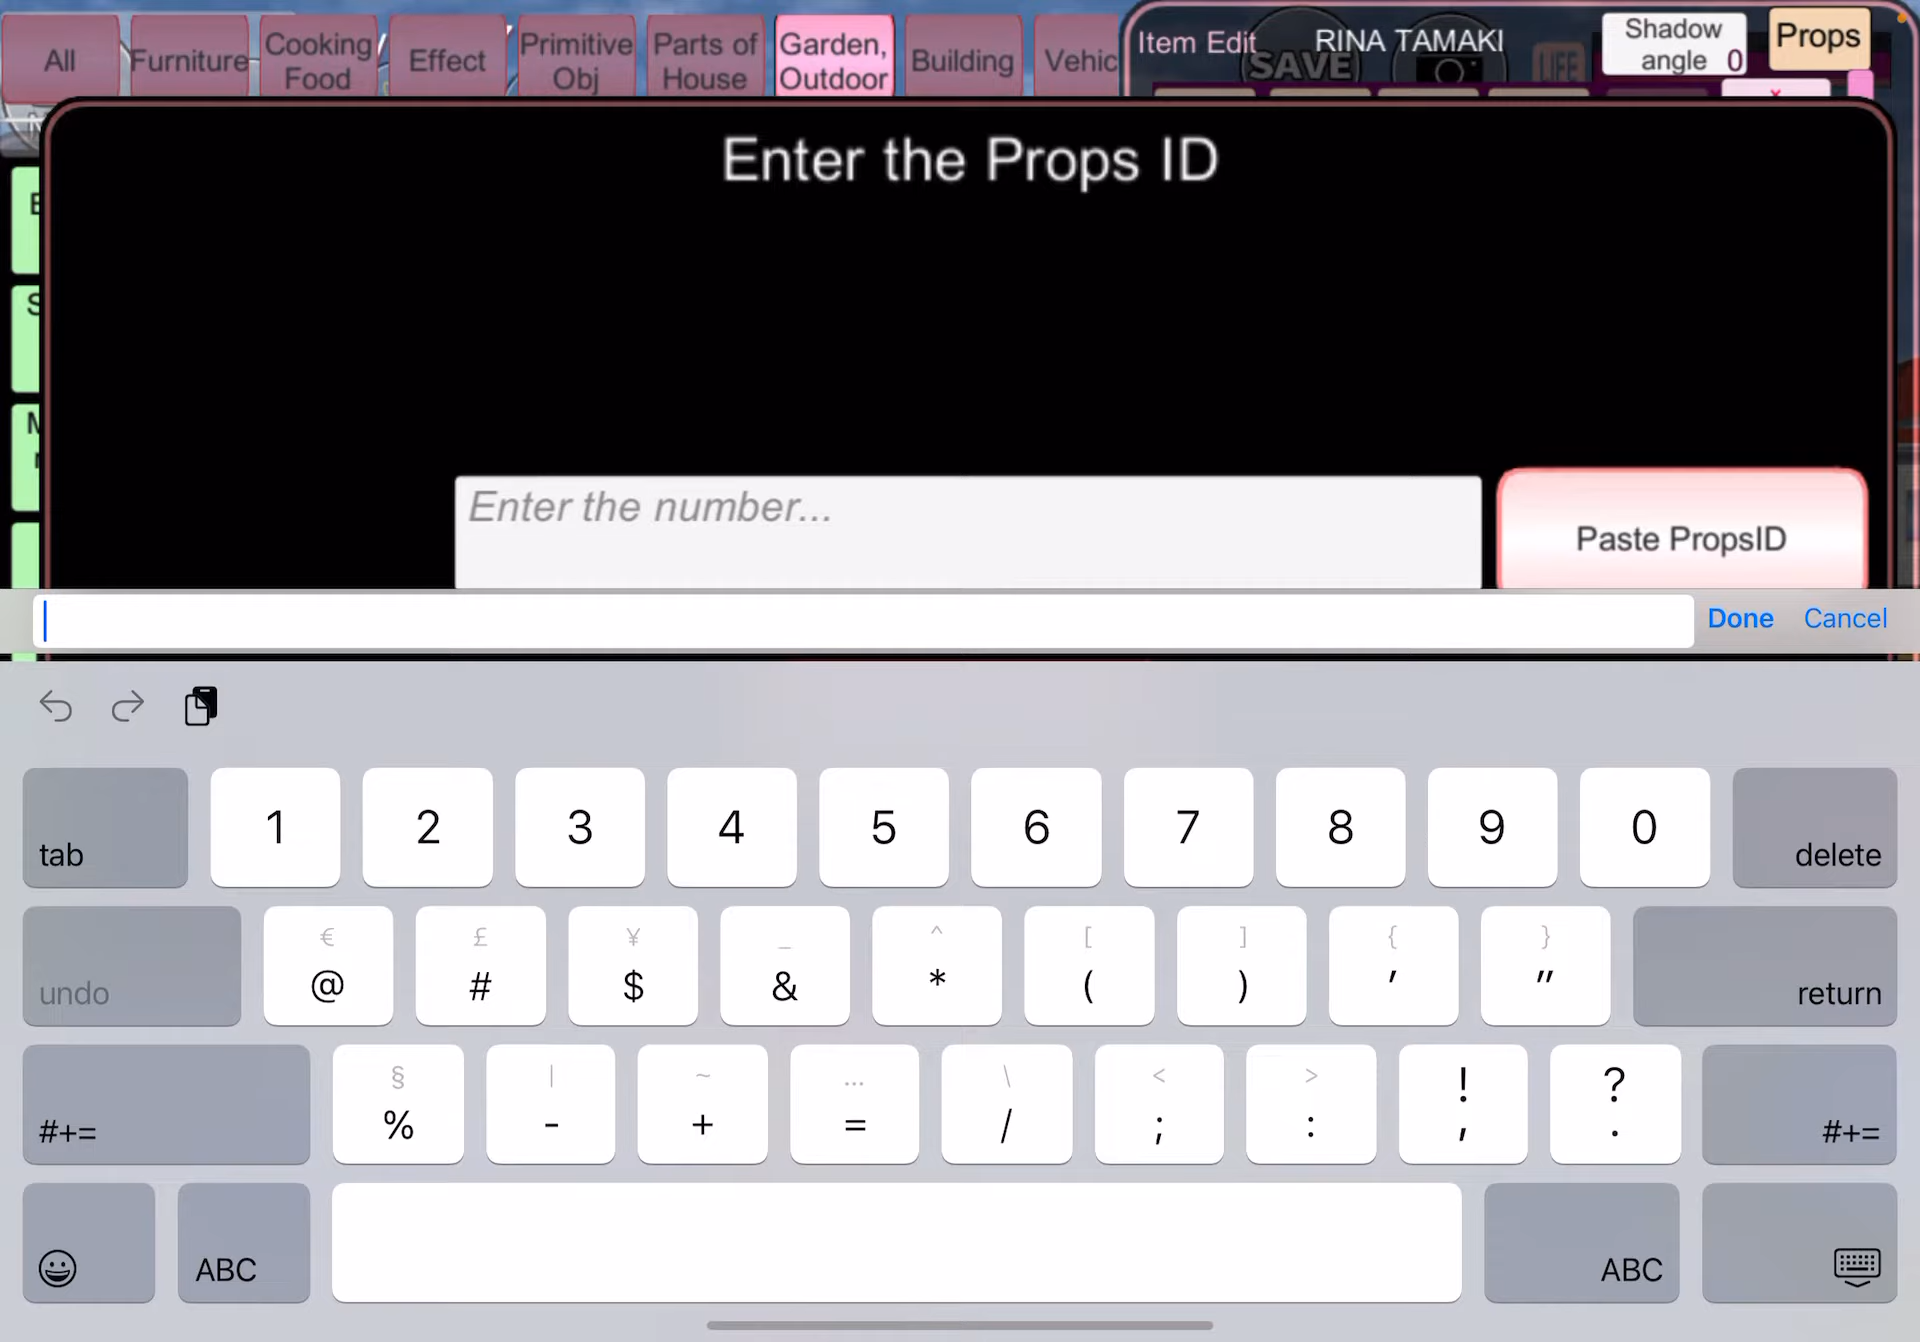 All
Furniture
Cooking
Food
Effect
Primitive
Obj
Parts of
House
Garden,
Outdoor
Building
Vehic
Item Edit
RINA TAMAKI
SAVE
LIFE
Shadow
angle 0
Props
Enter the Props ID
Enter the number...
Paste PropsID
Done
Cancel
tab
1 2 3 4 5 6 7 8 9 0
delete
undo
€ £ ¥ _ ^ [ ] { }
@ # $ & * ( ) ' "
return
§ | ~ ... \ < > ! ?
#+= % - + = / ; : , . #+=
ABC
ABC